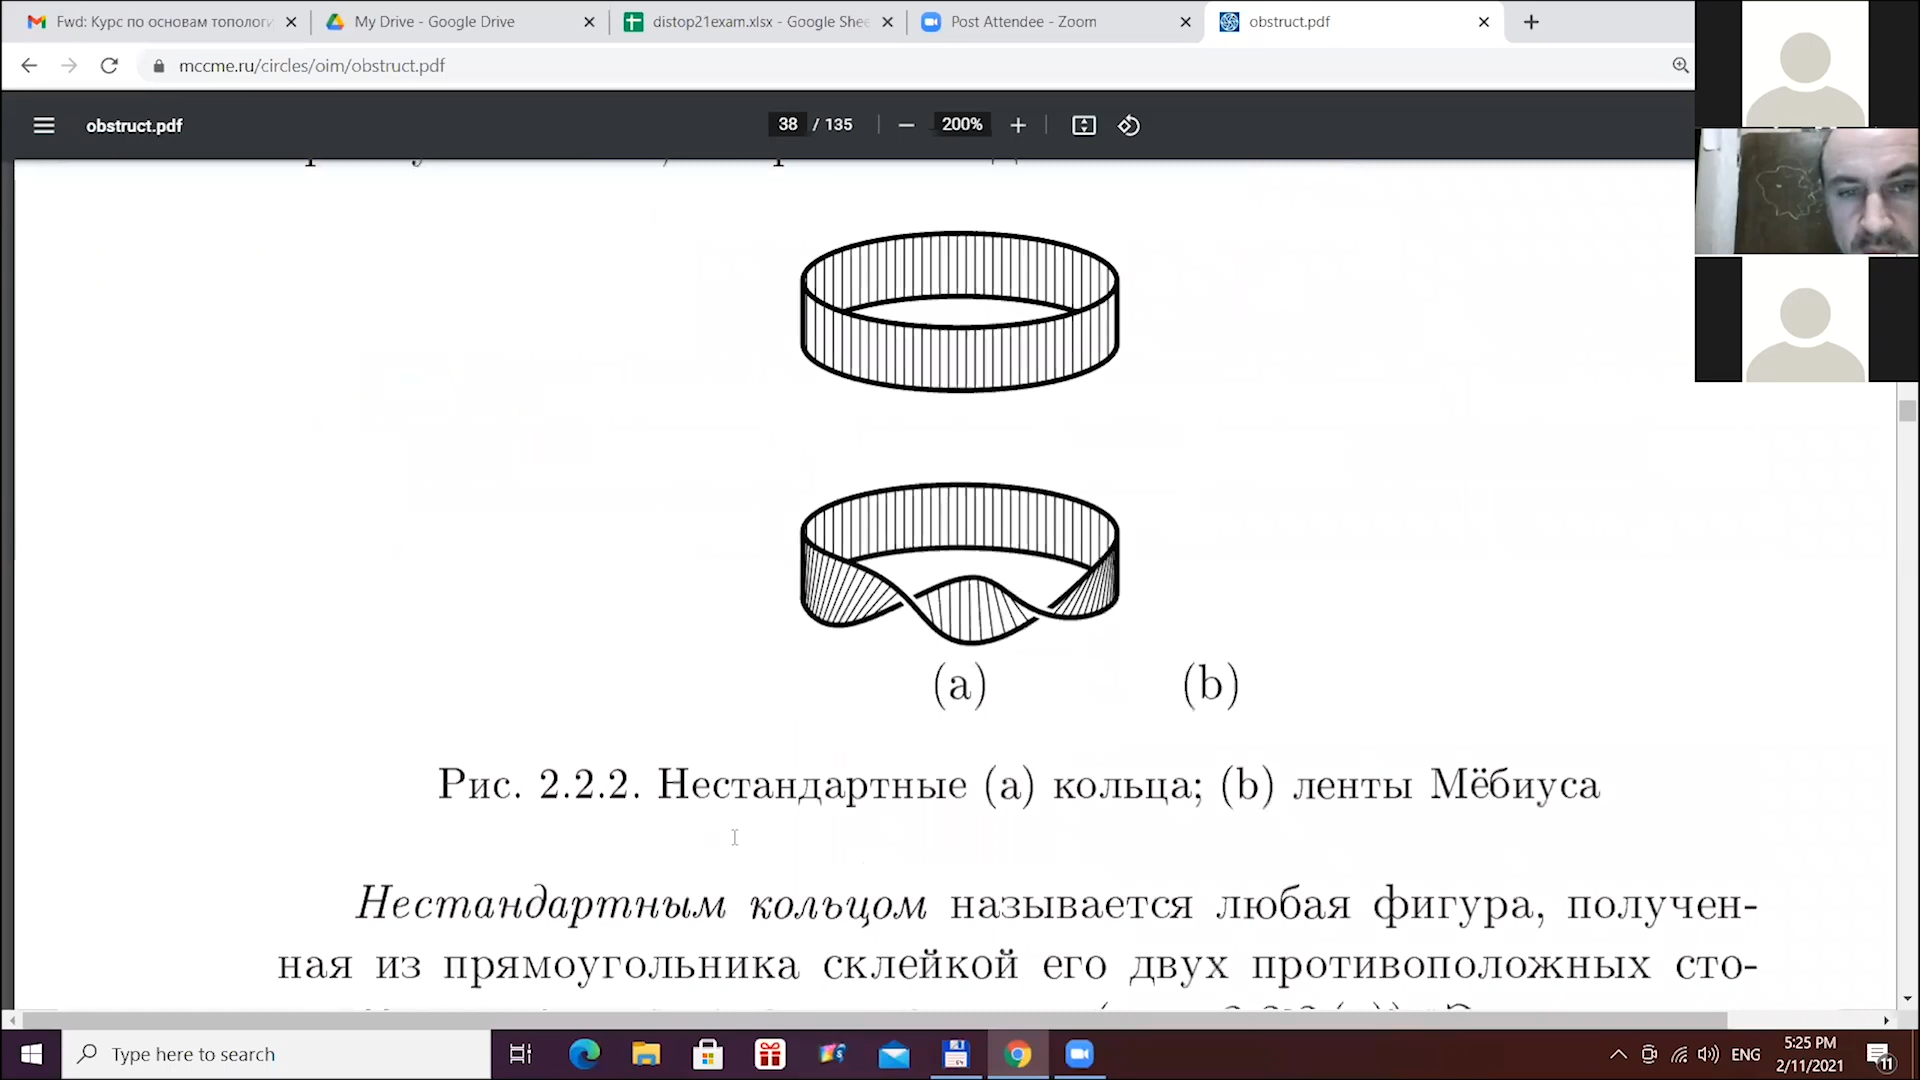 Fwd: Курс по основам топологи
My Drive - Google Drive
distop21exam.xlsx - Google Shee
Post Attendee - Zoom
obstruct.pdf
mccme.ru/circles/oim/obstruct.pdf
obstruct.pdf
38 / 135
200%
(a) (b)
Рис. 2.2.2. Нестандартные (a) кольца; (b) ленты Мёбиуса
Нестандартным кольцом называется любая фигура, получен-
ная из прямоугольника склейкой его двух противоположных сто-
Type here to search
ENG
5:25 PM
2/11/2021
11